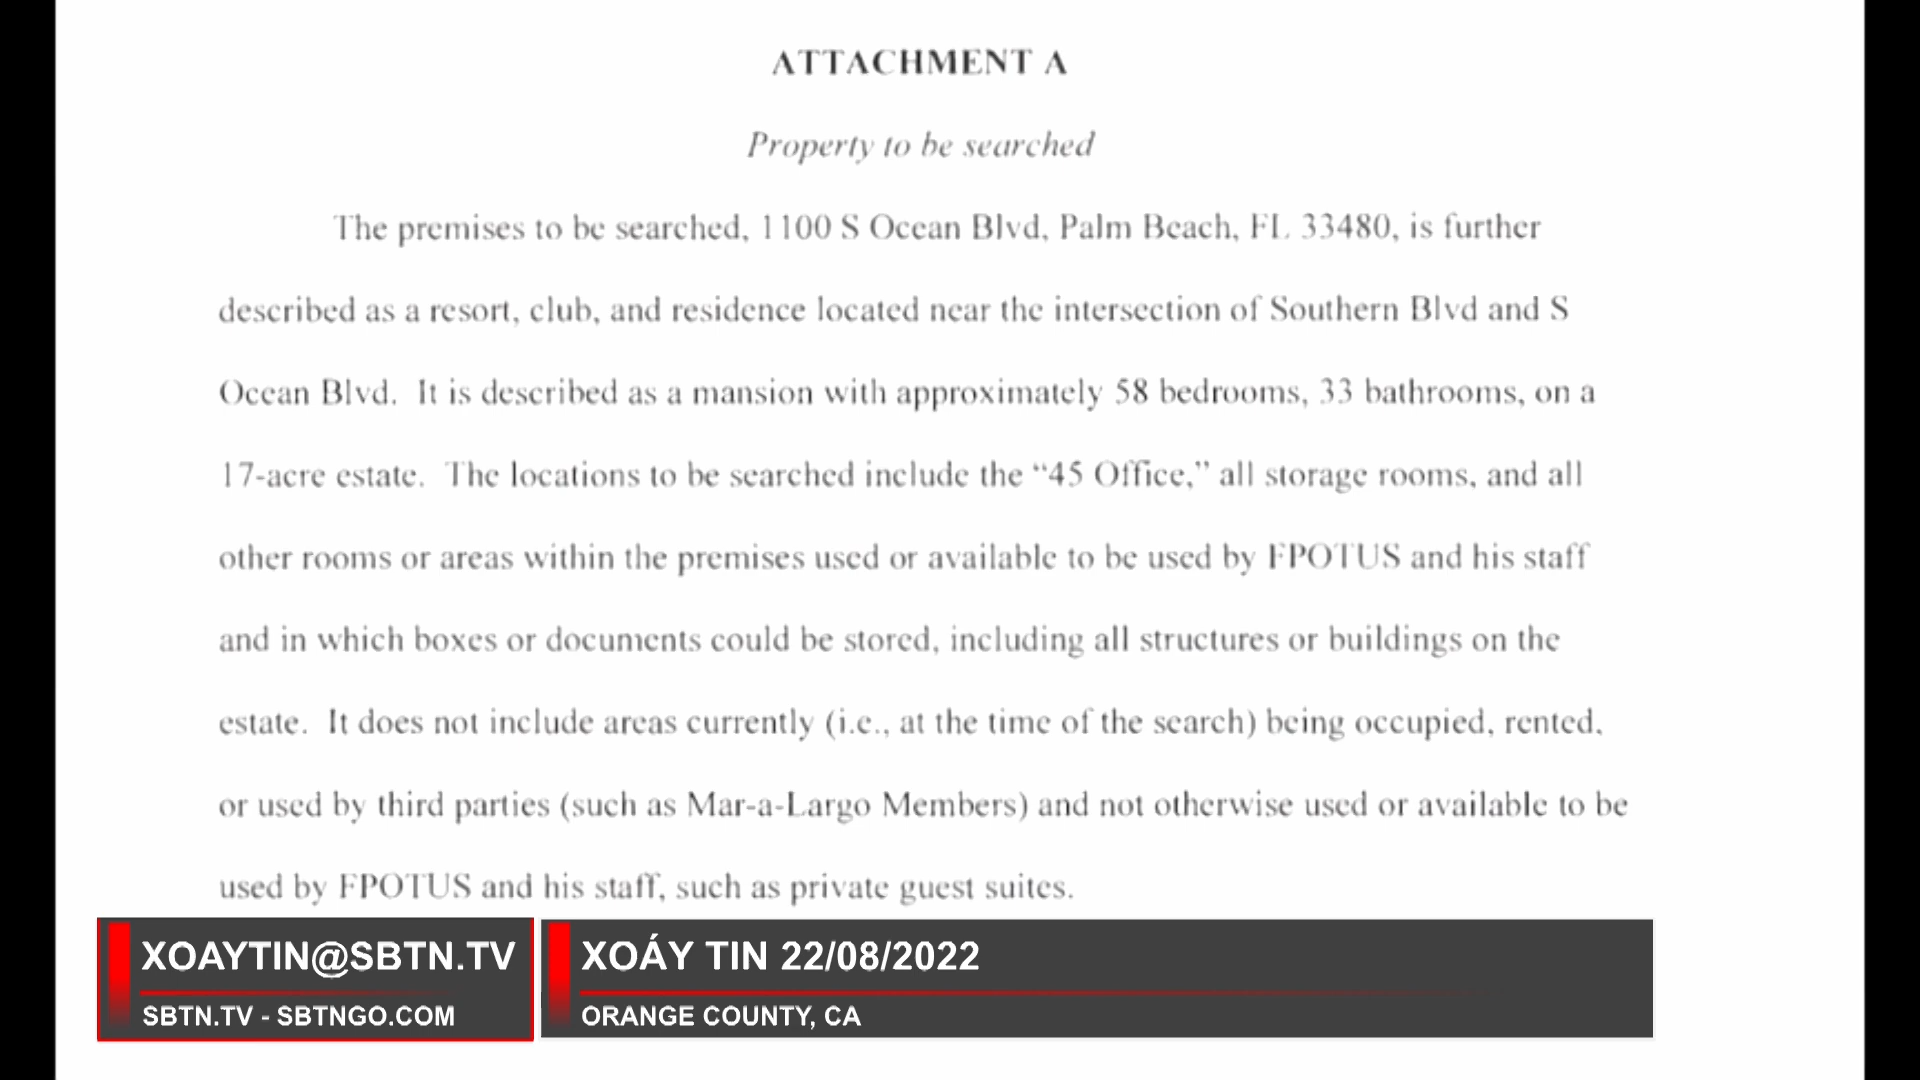 ATTACHMENT A
Property to be searched
The premises to be searched, 1100 S Ocean Blvd, Palm Beach, FL 33480, is further
described as a resort, club, and residence located near the intersection of Southern Blvd and S
Ocean Blvd. It is described as a mansion with approximately 58 bedrooms, 33 bathrooms, on a
17-acre estate. The locations to be searched include the “45 Office,” all storage rooms, and all
other rooms or areas within the premises used or available to be used by FPOTUS and his staff
and in which boxes or documents could be stored, including all structures or buildings on the
estate. It does not include areas currently (i.e., at the time of the search) being occupied, rented,
or used by third parties (such as Mar-a-Largo Members) and not otherwise used or available to be
used by FPOTUS and his staff, such as private guest suites.
XOAYTIN@SBTN.TV
SBTN.TV - SBTNGO.COM
XOÁY TIN 22/08/2022
ORANGE COUNTY, CA